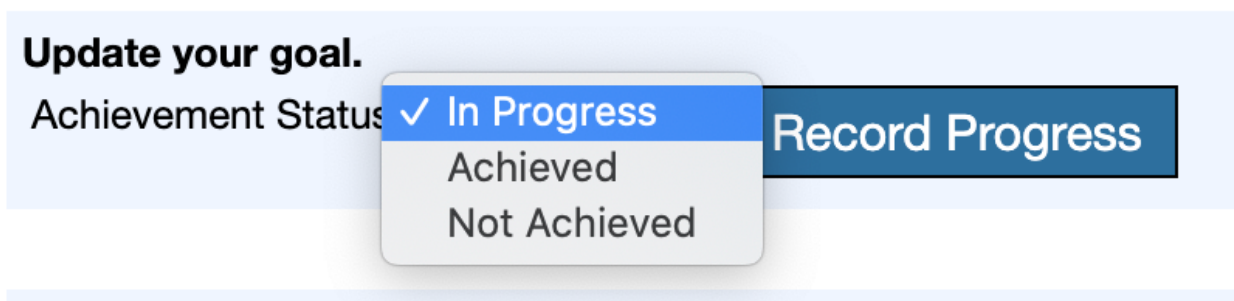 Update your goal.
Achievement Status ✓ In Progress
Record Progress
Achieved
Not Achieved